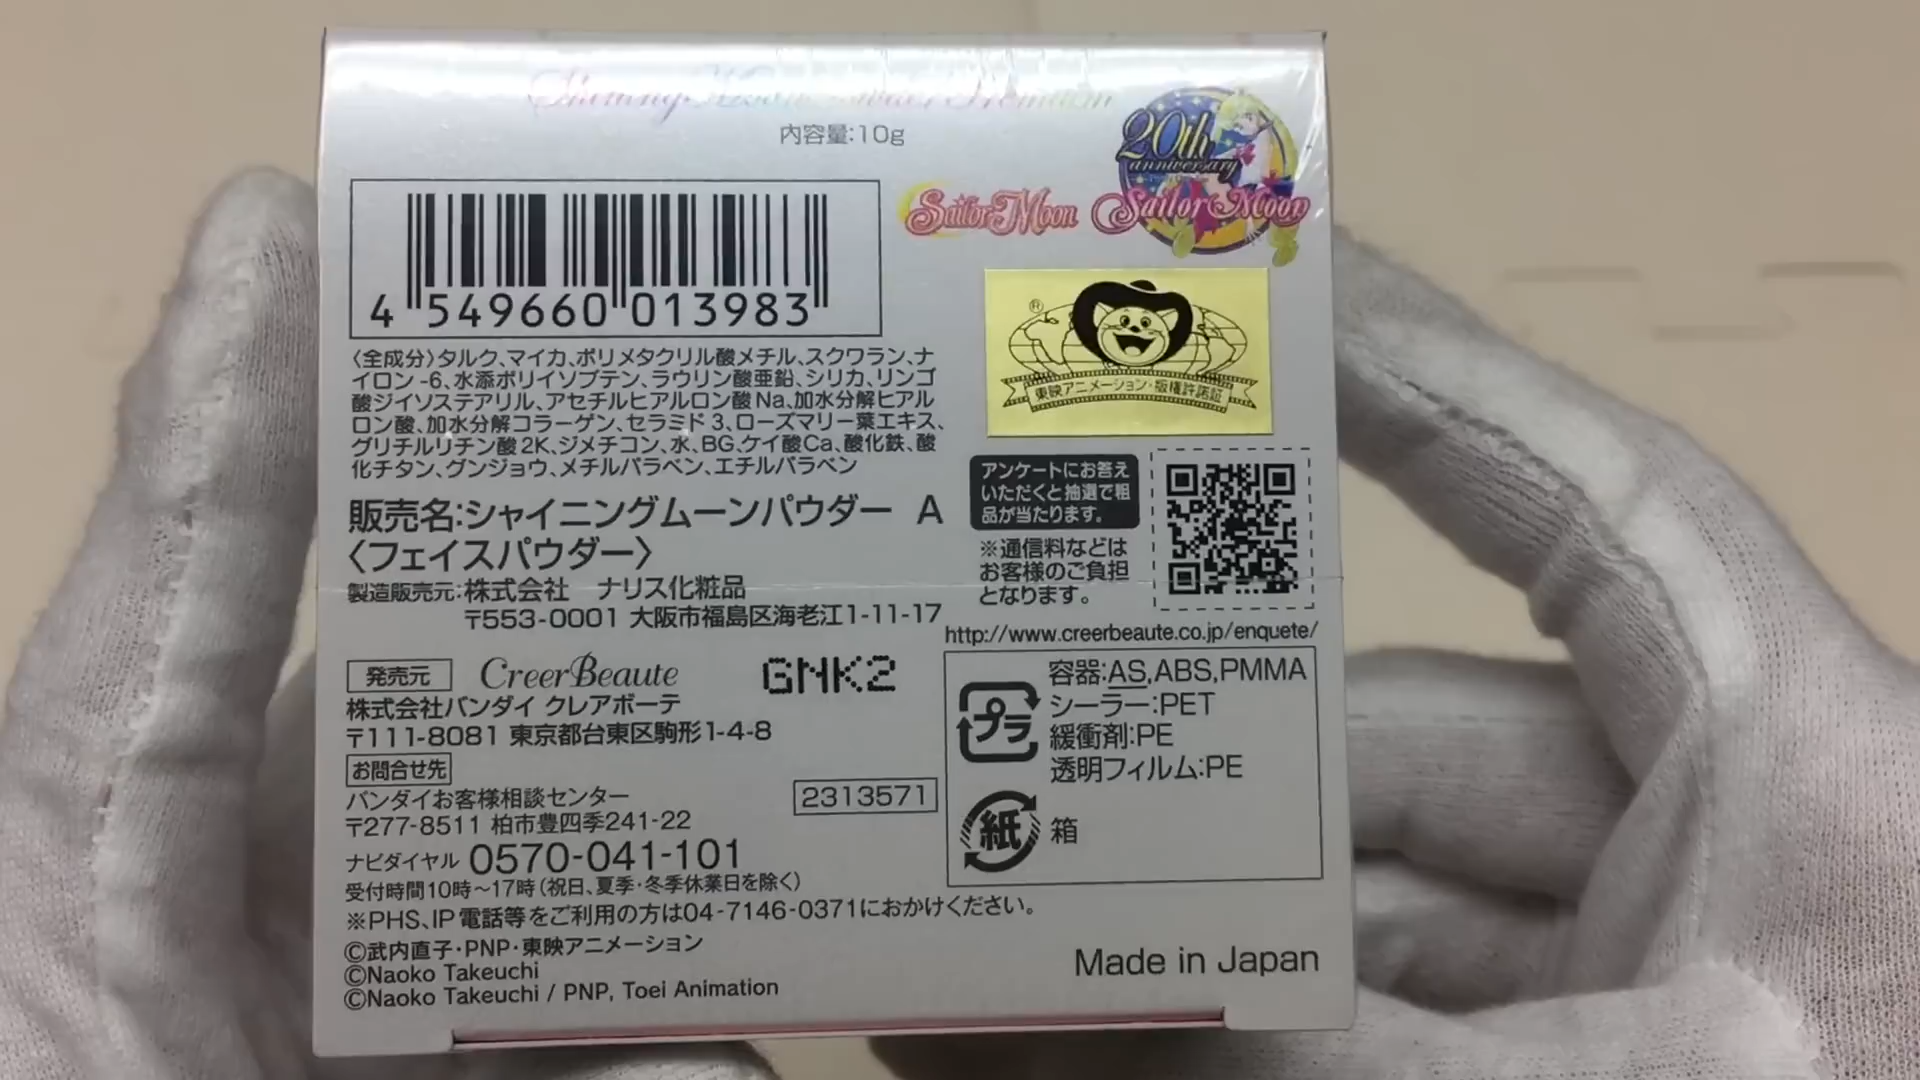 Shining Moon Powder Premium
内容量:10g
20th
anniversary
Sailor Moon
Sailor Moon
4 549660 013983
〈全成分〉タルク、マイカ、ポリメタクリル酸メチル、スクワラン、ナ
イロン-6、水添ポリイソブテン、ラウリン酸亜鉛、シリカ、リンゴ
酸ジイソステアリル、アセチルヒアルロン酸Na、加水分解ヒアル
ロン酸、加水分解コラーゲン、セラミド3、ローズマリー葉エキス、
グリチルリチン酸2K、ジメチコン、水、BG、ケイ酸Ca、酸化鉄、酸
化チタン、グンジョウ、メチルパラベン、エチルパラベン
®
東映アニメーション・版権許諾証
販売名:シャイニングムーンパウダー A
〈フェイスパウダー〉
製造販売元:株式会社 ナリス化粧品
〒553-0001 大阪市福島区海老江1-11-17
アンケートにお答え
いただくと抽選で粗
品が当たります。
※通信料などは
お客様のご負担
となります。
http://www.creerbeaute.co.jp/enquete/
発売元 CreerBeaute GNK2
株式会社バンダイ クレアボーテ
〒111-8081 東京都台東区駒形1-4-8
お問合せ先
バンダイお客様相談センター
2313571
〒277-8511 柏市豊四季241-22
ナビダイヤル 0570-041-101
受付時間10時～17時(祝日、夏季・冬季休業日を除く)
※PHS、IP電話等をご利用の方は04-7146-0371におかけください。
プラ
容器:AS,ABS,PMMA
シーラー:PET
緩衝剤:PE
透明フィルム:PE
紙 箱
©武内直子・PNP・東映アニメーション
©Naoko Takeuchi
©Naoko Takeuchi / PNP, Toei Animation
Made in Japan